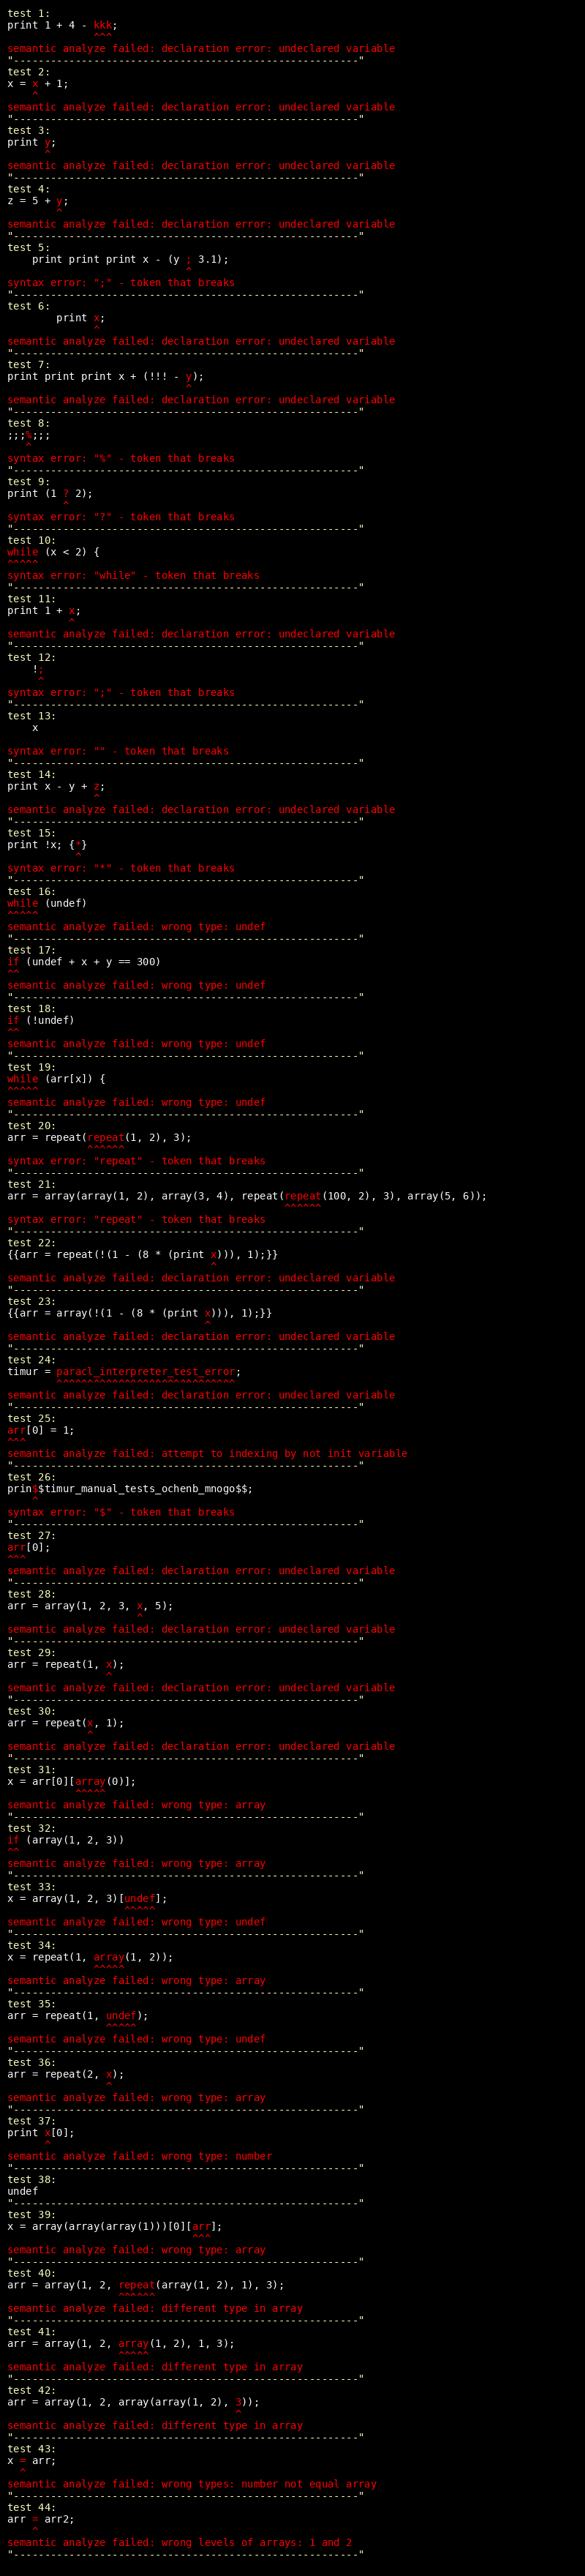 test 1:
print 1 + 4 - kkk;
              ^^^
semantic analyze failed: declaration error: undeclared variable
"--------------------------------------------------------"
test 2:
x = x + 1;
    ^
semantic analyze failed: declaration error: undeclared variable
"--------------------------------------------------------"
test 3:
print y;
      ^
semantic analyze failed: declaration error: undeclared variable
"--------------------------------------------------------"
test 4:
z = 5 + y;
        ^
semantic analyze failed: declaration error: undeclared variable
"--------------------------------------------------------"
test 5:
    print print print x - (y ; 3.1);
                             ^
syntax error: ";" - token that breaks
"--------------------------------------------------------"
test 6:
        print x;
              ^
semantic analyze failed: declaration error: undeclared variable
"--------------------------------------------------------"
test 7:
print print print x + (!!! - y);
                             ^
semantic analyze failed: declaration error: undeclared variable
"--------------------------------------------------------"
test 8:
;;;%;;;
   ^
syntax error: "%" - token that breaks
"--------------------------------------------------------"
test 9:
print (1 ? 2);
         ^
syntax error: "?" - token that breaks
"--------------------------------------------------------"
test 10:
while (x < 2) {
^^^^^
syntax error: "while" - token that breaks
"--------------------------------------------------------"
test 11:
print 1 + x;
          ^
semantic analyze failed: declaration error: undeclared variable
"--------------------------------------------------------"
test 12:
    !;
     ^
syntax error: ";" - token that breaks
"--------------------------------------------------------"
test 13:
    x

syntax error: "" - token that breaks
"--------------------------------------------------------"
test 14:
print x - y + z;
              ^
semantic analyze failed: declaration error: undeclared variable
"--------------------------------------------------------"
test 15:
print !x; {*}
           ^
syntax error: "*" - token that breaks
"--------------------------------------------------------"
test 16:
while (undef)
^^^^^
semantic analyze failed: wrong type: undef
"--------------------------------------------------------"
test 17:
if (undef + x + y == 300)
^^
semantic analyze failed: wrong type: undef
"--------------------------------------------------------"
test 18:
if (!undef)
^^
semantic analyze failed: wrong type: undef
"--------------------------------------------------------"
test 19:
while (arr[x]) {
^^^^^
semantic analyze failed: wrong type: undef
"--------------------------------------------------------"
test 20:
arr = repeat(repeat(1, 2), 3);
             ^^^^^^
syntax error: "repeat" - token that breaks
"--------------------------------------------------------"
test 21:
arr = array(array(1, 2), array(3, 4), repeat(repeat(100, 2), 3), array(5, 6));
                                             ^^^^^^
syntax error: "repeat" - token that breaks
"--------------------------------------------------------"
test 22:
{{arr = repeat(!(1 - (8 * (print x))), 1);}}
                                 ^
semantic analyze failed: declaration error: undeclared variable
"--------------------------------------------------------"
test 23:
{{arr = array(!(1 - (8 * (print x))), 1);}}
                                ^
semantic analyze failed: declaration error: undeclared variable
"--------------------------------------------------------"
test 24:
timur = paracl_interpreter_test_error;
        ^^^^^^^^^^^^^^^^^^^^^^^^^^^^^
semantic analyze failed: declaration error: undeclared variable
"--------------------------------------------------------"
test 25:
arr[0] = 1;
^^^
semantic analyze failed: attempt to indexing by not init variable
"--------------------------------------------------------"
test 26:
prin$$timur_manual_tests_ochenb_mnogo$$;
    ^
syntax error: "$" - token that breaks
"--------------------------------------------------------"
test 27:
arr[0];
^^^
semantic analyze failed: declaration error: undeclared variable
"--------------------------------------------------------"
test 28:
arr = array(1, 2, 3, x, 5);
                     ^
semantic analyze failed: declaration error: undeclared variable
"--------------------------------------------------------"
test 29:
arr = repeat(1, x);
                ^
semantic analyze failed: declaration error: undeclared variable
"--------------------------------------------------------"
test 30:
arr = repeat(x, 1);
             ^
semantic analyze failed: declaration error: undeclared variable
"--------------------------------------------------------"
test 31:
x = arr[0][array(0)];
           ^^^^^
semantic analyze failed: wrong type: array
"--------------------------------------------------------"
test 32:
if (array(1, 2, 3))
^^
semantic analyze failed: wrong type: array
"--------------------------------------------------------"
test 33:
x = array(1, 2, 3)[undef];
                   ^^^^^
semantic analyze failed: wrong type: undef
"--------------------------------------------------------"
test 34:
x = repeat(1, array(1, 2));
              ^^^^^
semantic analyze failed: wrong type: array
"--------------------------------------------------------"
test 35:
arr = repeat(1, undef);
                ^^^^^
semantic analyze failed: wrong type: undef
"--------------------------------------------------------"
test 36:
arr = repeat(2, x);
                ^
semantic analyze failed: wrong type: array
"--------------------------------------------------------"
test 37:
print x[0];
      ^
semantic analyze failed: wrong type: number
"--------------------------------------------------------"
test 38:
undef
"--------------------------------------------------------"
test 39:
x = array(array(array(1)))[0][arr];
                              ^^^
semantic analyze failed: wrong type: array
"--------------------------------------------------------"
test 40:
arr = array(1, 2, repeat(array(1, 2), 1), 3);
                  ^^^^^^
semantic analyze failed: different type in array
"--------------------------------------------------------"
test 41:
arr = array(1, 2, array(1, 2), 1, 3);
                  ^^^^^
semantic analyze failed: different type in array
"--------------------------------------------------------"
test 42:
arr = array(1, 2, array(array(1, 2), 3));
                                     ^
semantic analyze failed: different type in array
"--------------------------------------------------------"
test 43:
x = arr;
  ^
semantic analyze failed: wrong types: number not equal array
"--------------------------------------------------------"
test 44:
arr = arr2;
    ^
semantic analyze failed: wrong levels of arrays: 1 and 2
"--------------------------------------------------------"